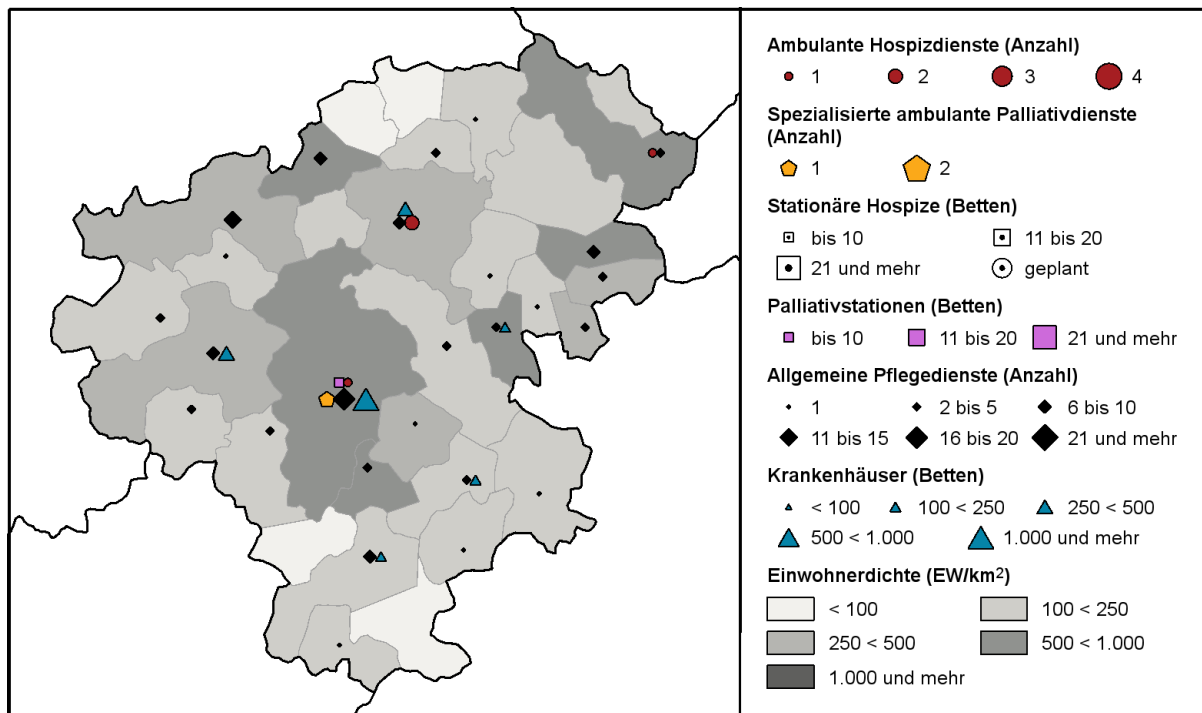 Ambulante Hospizdienste (Anzahl)
1 2 3 4
Spezialisierte ambulante Palliativdienste
(Anzahl)
1 2
Stationäre Hospize (Betten)
bis 10 11 bis 20
21 und mehr geplant
Palliativstationen (Betten)
bis 10 11 bis 20 21 und mehr
Allgemeine Pflegedienste (Anzahl)
1 2 bis 5 6 bis 10
11 bis 15 16 bis 20 21 und mehr
Krankenhäuser (Betten)
< 100 100 < 250 250 < 500
500 < 1.000 1.000 und mehr
Einwohnerdichte (EW/km²)
< 100 100 < 250
250 < 500 500 < 1.000
1.000 und mehr